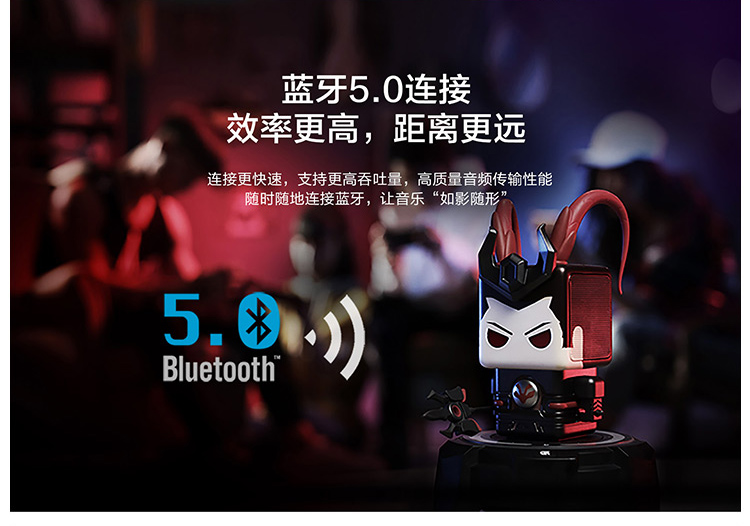 蓝牙5.0连接
效率更高，距离更远
连接更快速，支持更高吞吐量，高质量音频传输性能
随时随地连接蓝牙，让音乐“如影随形”
5.0
Bluetooth™